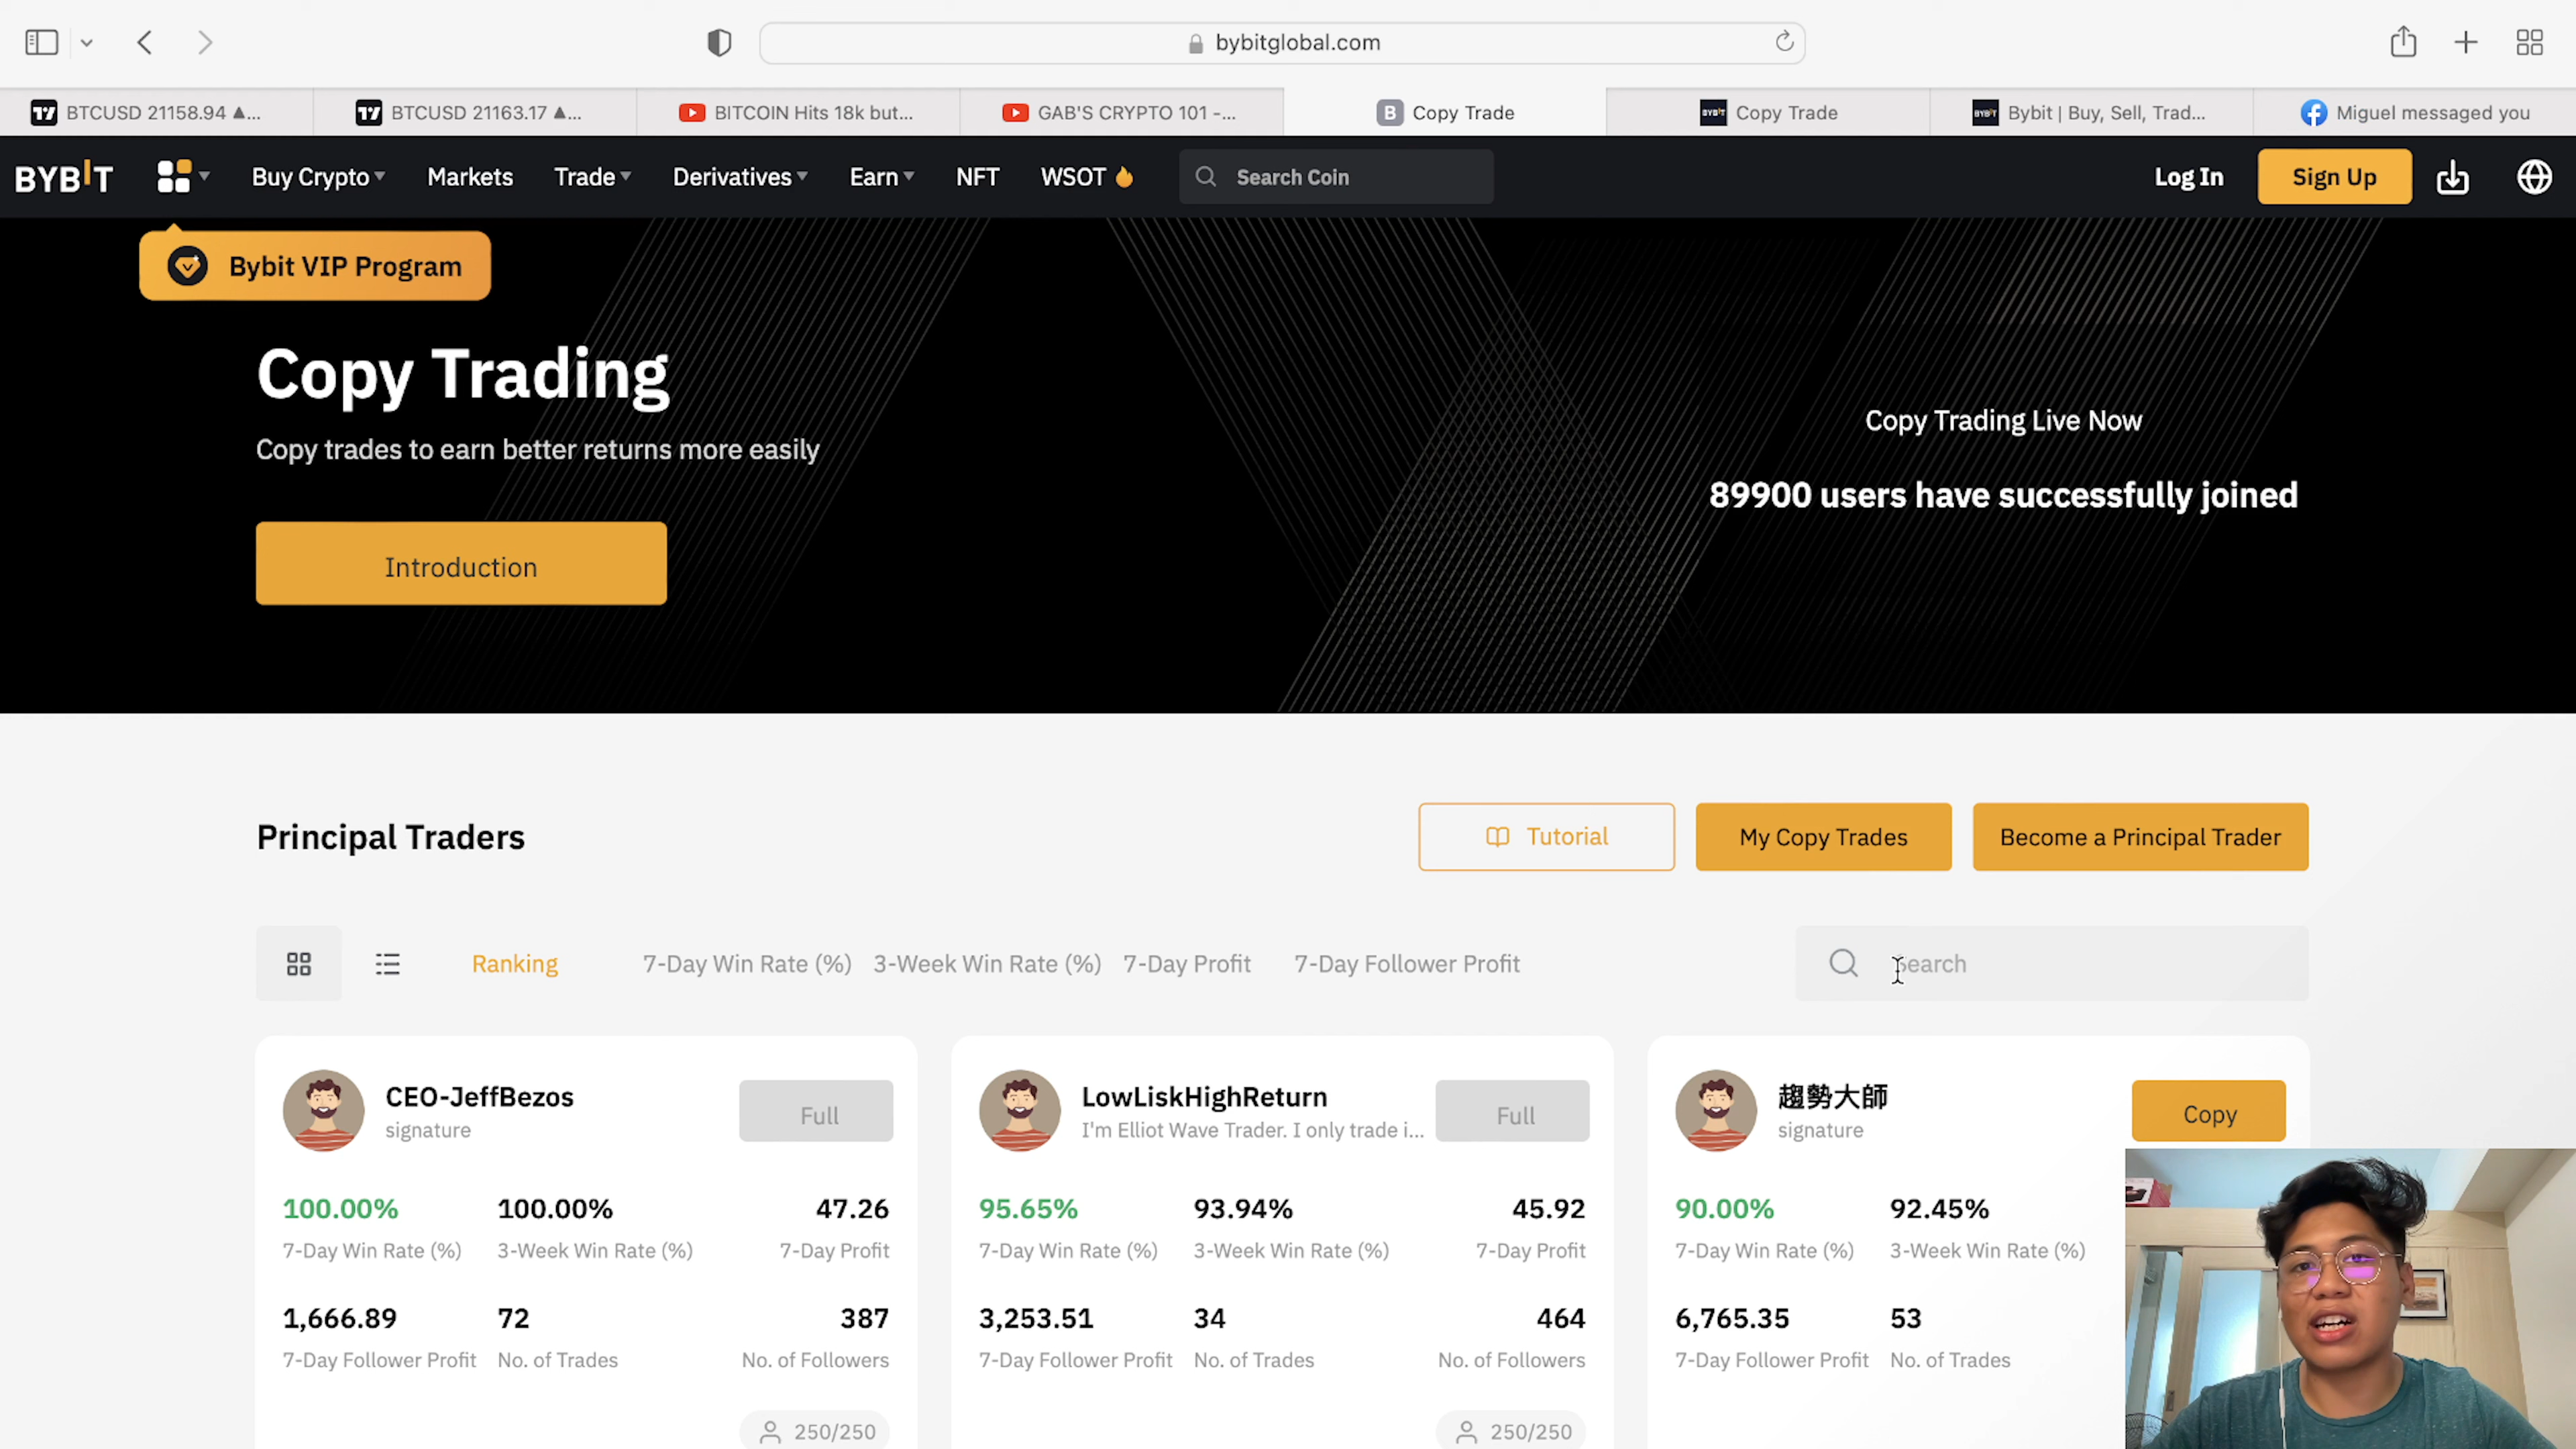 bybitglobal.com
BTCUSD 21158.94 ▲...
BTCUSD 21163.17 ▲...
BITCOIN Hits 18k but...
GAB'S CRYPTO 101 -...
B Copy Trade
BYBIT Copy Trade
BYBIT Bybit | Buy, Sell, Trad...
Miguel messaged you
BYBIT
Buy Crypto
Markets
Trade
Derivatives
Earn
NFT
WSOT
Search Coin
Log In
Sign Up
Bybit VIP Program
Copy Trading
Copy trades to earn better returns more easily
Introduction
Copy Trading Live Now
89900 users have successfully joined
Principal Traders
Tutorial
My Copy Trades
Become a Principal Trader
Ranking
7-Day Win Rate (%)
3-Week Win Rate (%)
7-Day Profit
7-Day Follower Profit
Search
CEO-JeffBezos
signature
Full
100.00% 100.00% 47.26
7-Day Win Rate (%) 3-Week Win Rate (%) 7-Day Profit
1,666.89 72 387
7-Day Follower Profit No. of Trades No. of Followers
250/250
LowLiskHighReturn
I'm Elliot Wave Trader. I only trade i...
Full
95.65% 93.94% 45.92
7-Day Win Rate (%) 3-Week Win Rate (%) 7-Day Profit
3,253.51 34 464
7-Day Follower Profit No. of Trades No. of Followers
250/250
趨勢大師
signature
Copy
90.00% 92.45%
7-Day Win Rate (%) 3-Week Win Rate (%)
6,765.35 53
7-Day Follower Profit No. of Trades